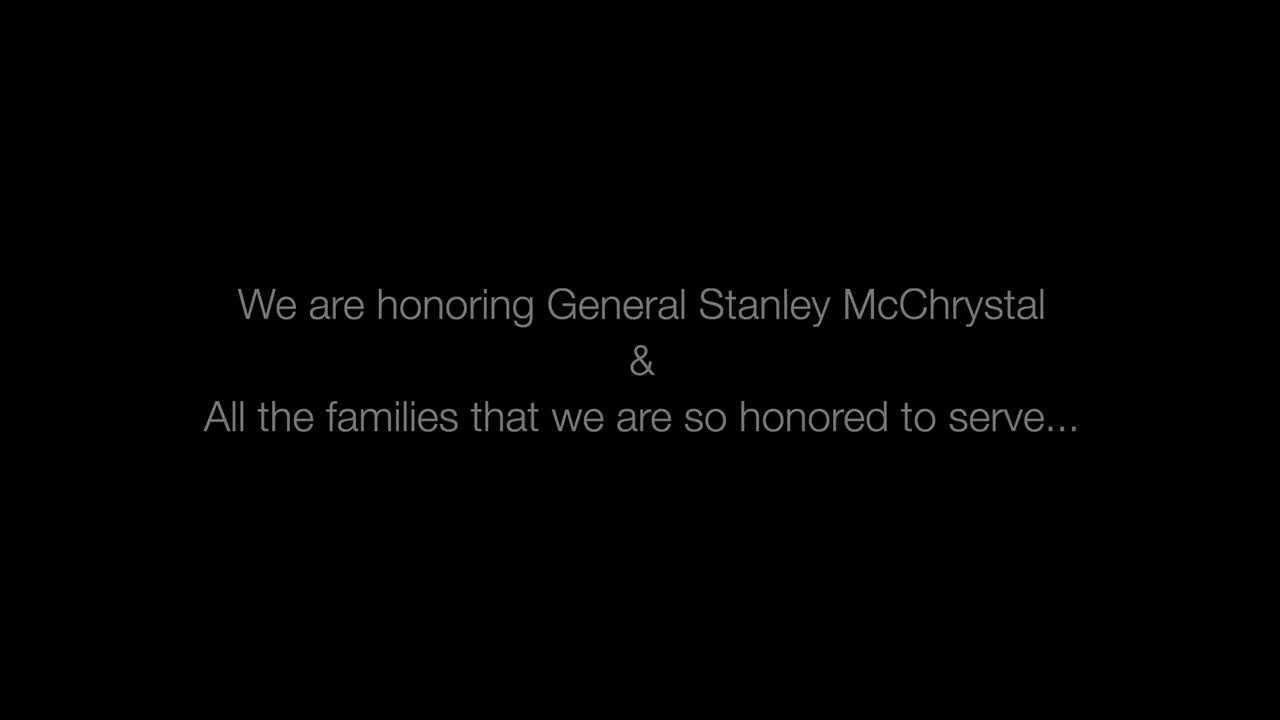 We are honoring General Stanley McChrystal
&
All the families that we are so honored to serve...